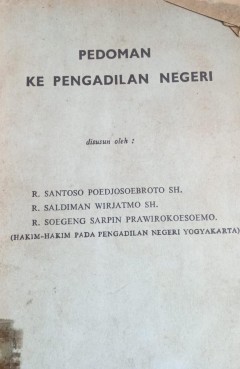 PEDOMAN
KE PENGADILAN NEGERI
disusun oleh :
R. SANTOSO POEDJOSOEBROTO SH.
R. SALDIMAN WIRJATMO SH.
R. SOEGENG SARPIN PRAWIROKOESOEMO.
(HAKIM-HAKIM PADA PENGADILAN NEGERI YOGYAKARTA)